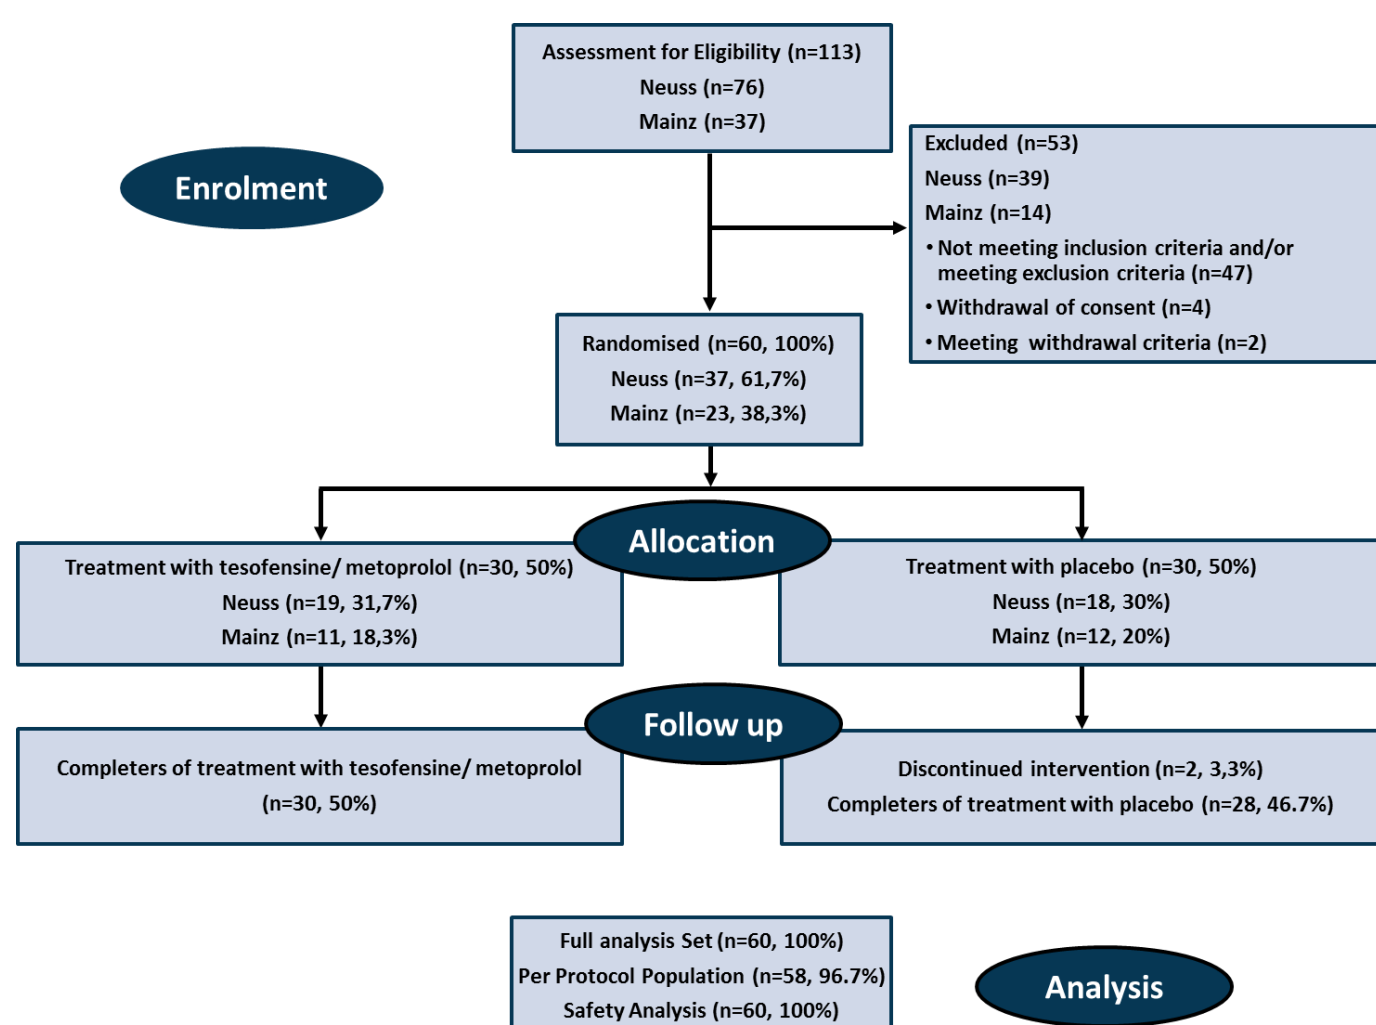 Assessment for Eligibility (n=113)
Neuss (n=76)
Mainz (n=37)
Enrolment
Excluded (n=53)
Neuss (n=39)
Mainz (n=14)
• Not meeting inclusion criteria and/or
meeting exclusion criteria (n=47)
• Withdrawal of consent (n=4)
• Meeting withdrawal criteria (n=2)
Randomised (n=60, 100%)
Neuss (n=37, 61,7%)
Mainz (n=23, 38,3%)
Allocation
Treatment with tesofensine/ metoprolol (n=30, 50%)
Neuss (n=19, 31,7%)
Mainz (n=11, 18,3%)
Treatment with placebo (n=30, 50%)
Neuss (n=18, 30%)
Mainz (n=12, 20%)
Follow up
Completers of treatment with tesofensine/ metoprolol
(n=30, 50%)
Discontinued intervention (n=2, 3,3%)
Completers of treatment with placebo (n=28, 46.7%)
Full analysis Set (n=60, 100%)
Per Protocol Population (n=58, 96.7%)
Safety Analysis (n=60, 100%)
Analysis